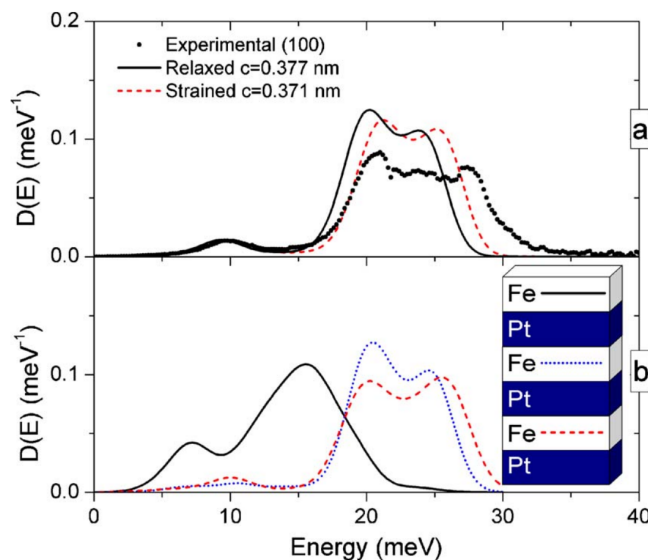 0.2
Experimental (100)
Relaxed c=0.377 nm
Strained c=0.371 nm
a
0.1
D(E) (meV⁻¹)
0.0
Fe
Pt
Fe
b
0.1
Pt
D(E) (meV⁻¹)
Fe
Pt
0.0
0 10 20 30 40
Energy (meV)